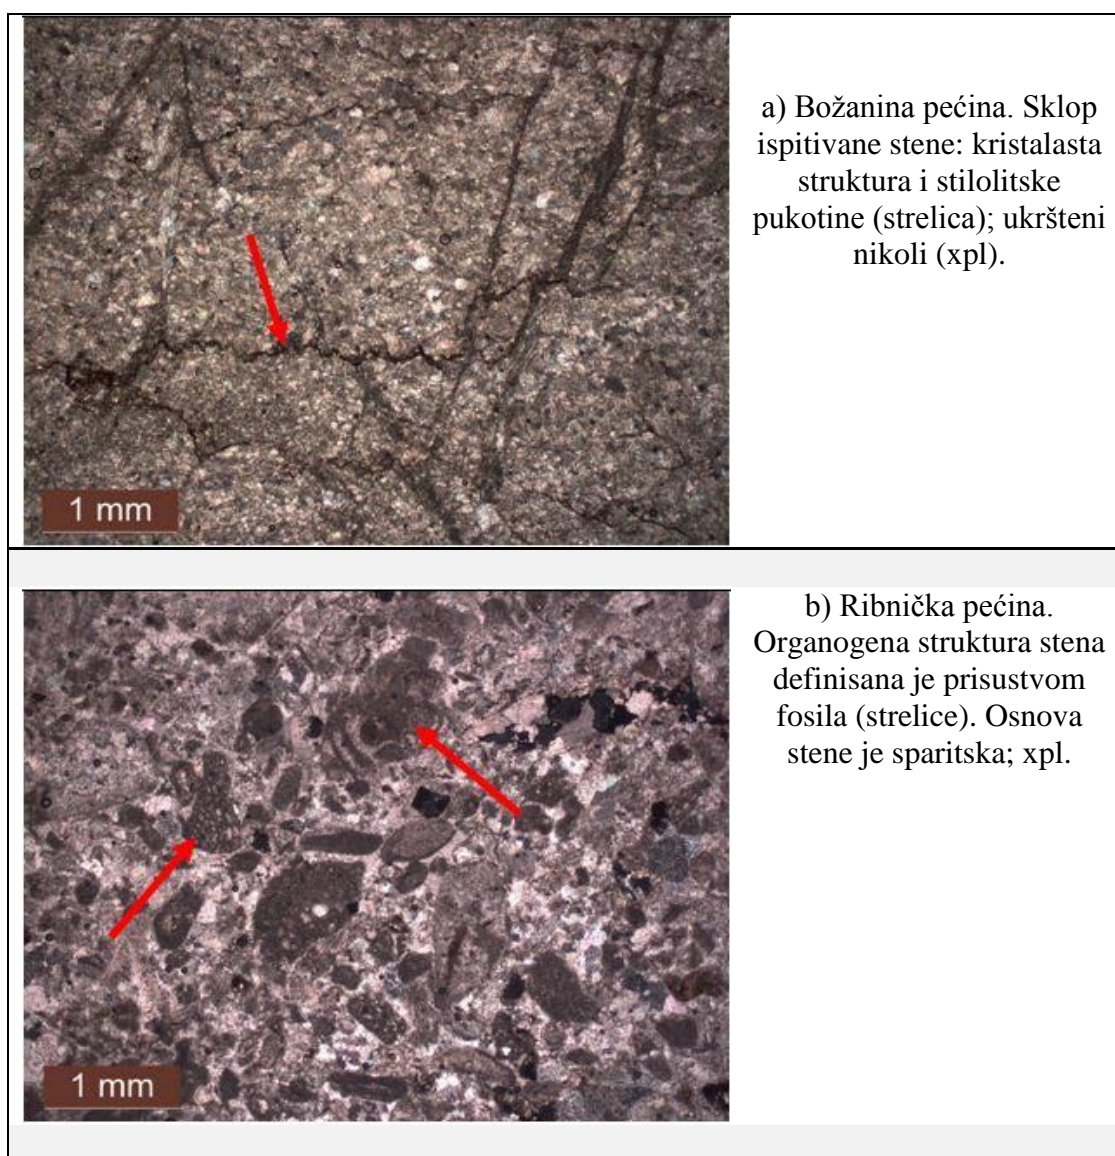 a) Božanina pećina. Sklop
ispitivane stene: kristalasta
struktura i stilolitske
pukotine (strelica); ukršteni
nikoli (xpl).
1 mm
b) Ribnička pećina.
Organogena struktura stena
definisana je prisustvom
fosila (strelice). Osnova
stene je sparitska; xpl.
1 mm